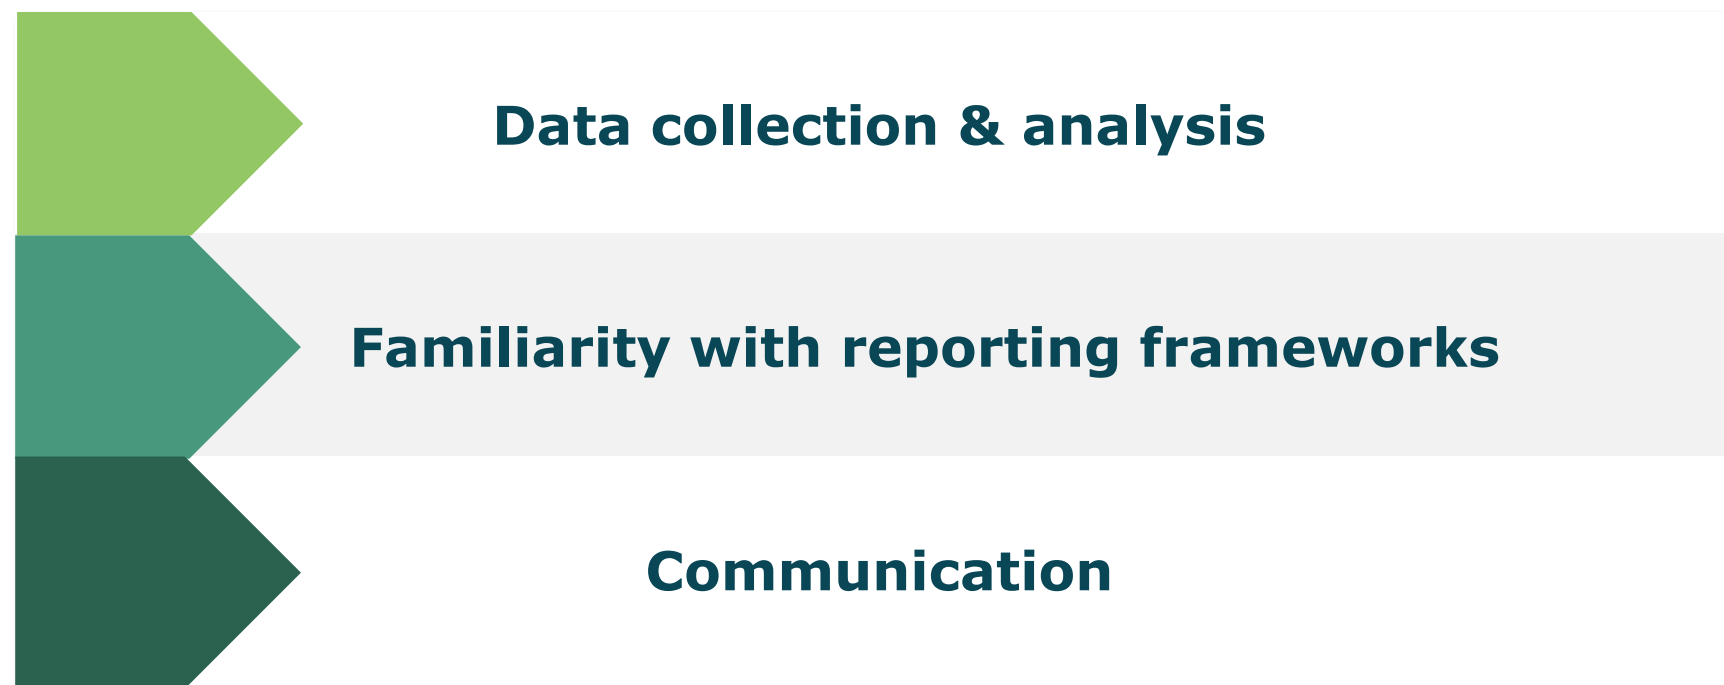 Data collection & analysis
Familiarity with reporting frameworks
Communication